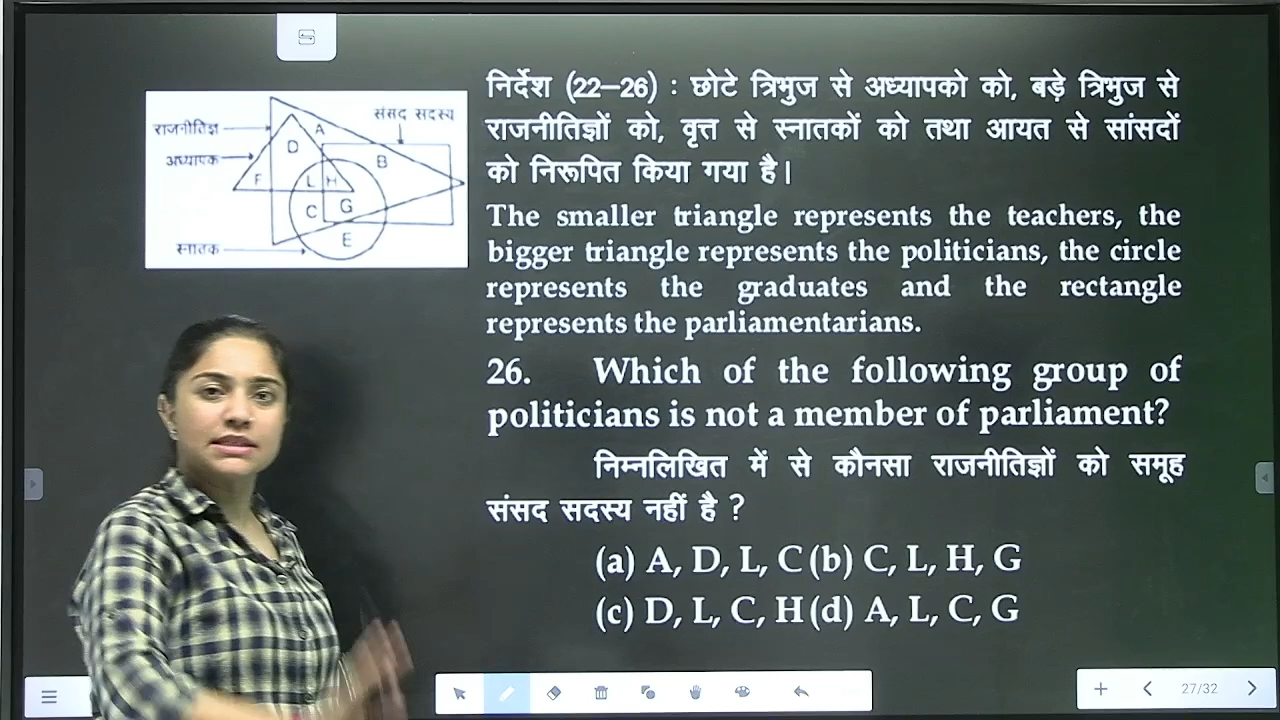 निर्देश (22–26) : छोटे त्रिभुज से अध्यापको को, बड़े त्रिभुज से
राजनीतिज्ञों को, वृत्त से स्नातकों को तथा आयत से सांसदों
को निरूपित किया गया है।
राजनीतिज्ञ
संसद सदस्य
अध्यापक
A
D
B
F
L
H
C
G
E
स्नातक
The smaller triangle represents the teachers, the
bigger triangle represents the politicians, the circle
represents the graduates and the rectangle
represents the parliamentarians.
26. Which of the following group of
politicians is not a member of parliament?
निम्नलिखित में से कौनसा राजनीतिज्ञों को समूह
संसद सदस्य नहीं है ?
(a) A, D, L, C (b) C, L, H, G
(c) D, L, C, H (d) A, L, C, G
27/32